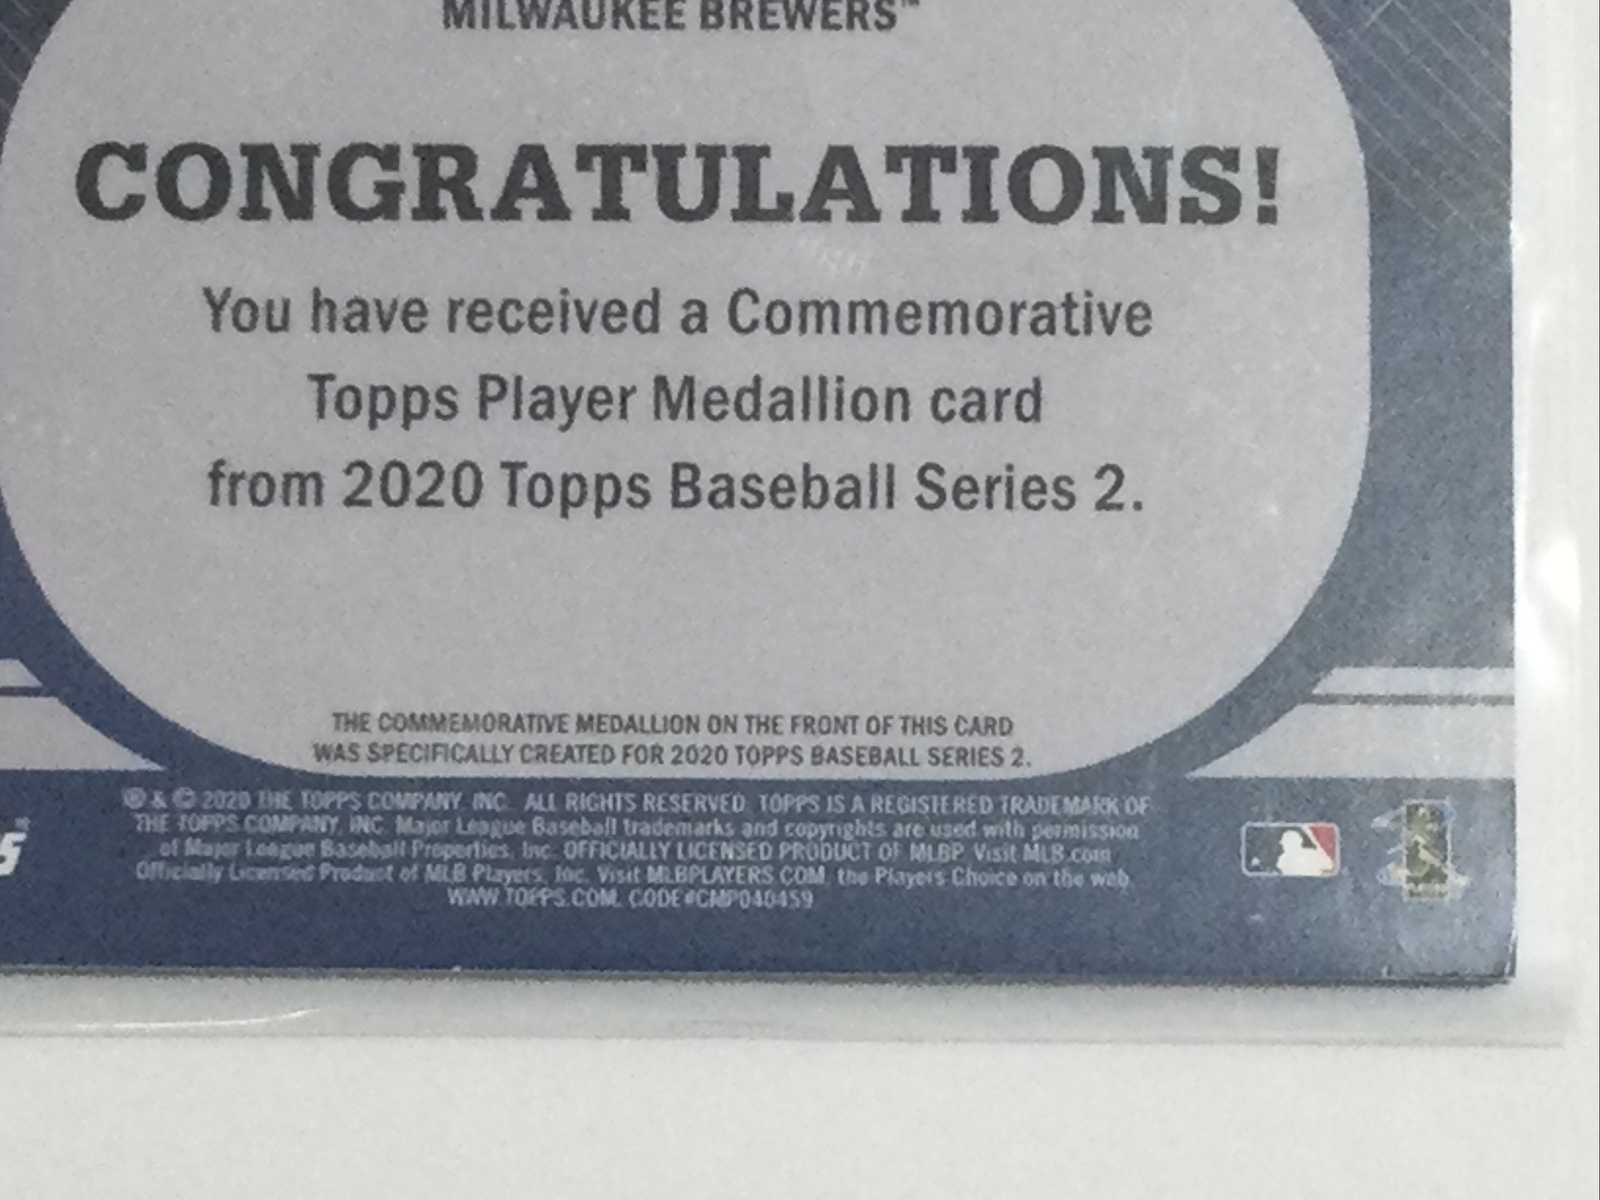 MILWAUKEE BREWERS™
CONGRATULATIONS!
You have received a Commemorative
Topps Player Medallion card
from 2020 Topps Baseball Series 2.
THE COMMEMORATIVE MEDALLION ON THE FRONT OF THIS CARD
WAS SPECIFICALLY CREATED FOR 2020 TOPPS BASEBALL SERIES 2.
® & © 2020 THE TOPPS COMPANY, INC. ALL RIGHTS RESERVED. TOPPS IS A REGISTERED TRADEMARK OF
THE TOPPS COMPANY, INC. Major League Baseball trademarks and copyrights are used with permission
of Major League Baseball Properties, Inc. OFFICIALLY LICENSED PRODUCT OF MLBP. Visit MLB.com
Officially Licensed Product of MLB Players, Inc. Visit MLBPLAYERS.COM, the Players Choice on the web.
WWW.TOPPS.COM. CODE#CMP040459